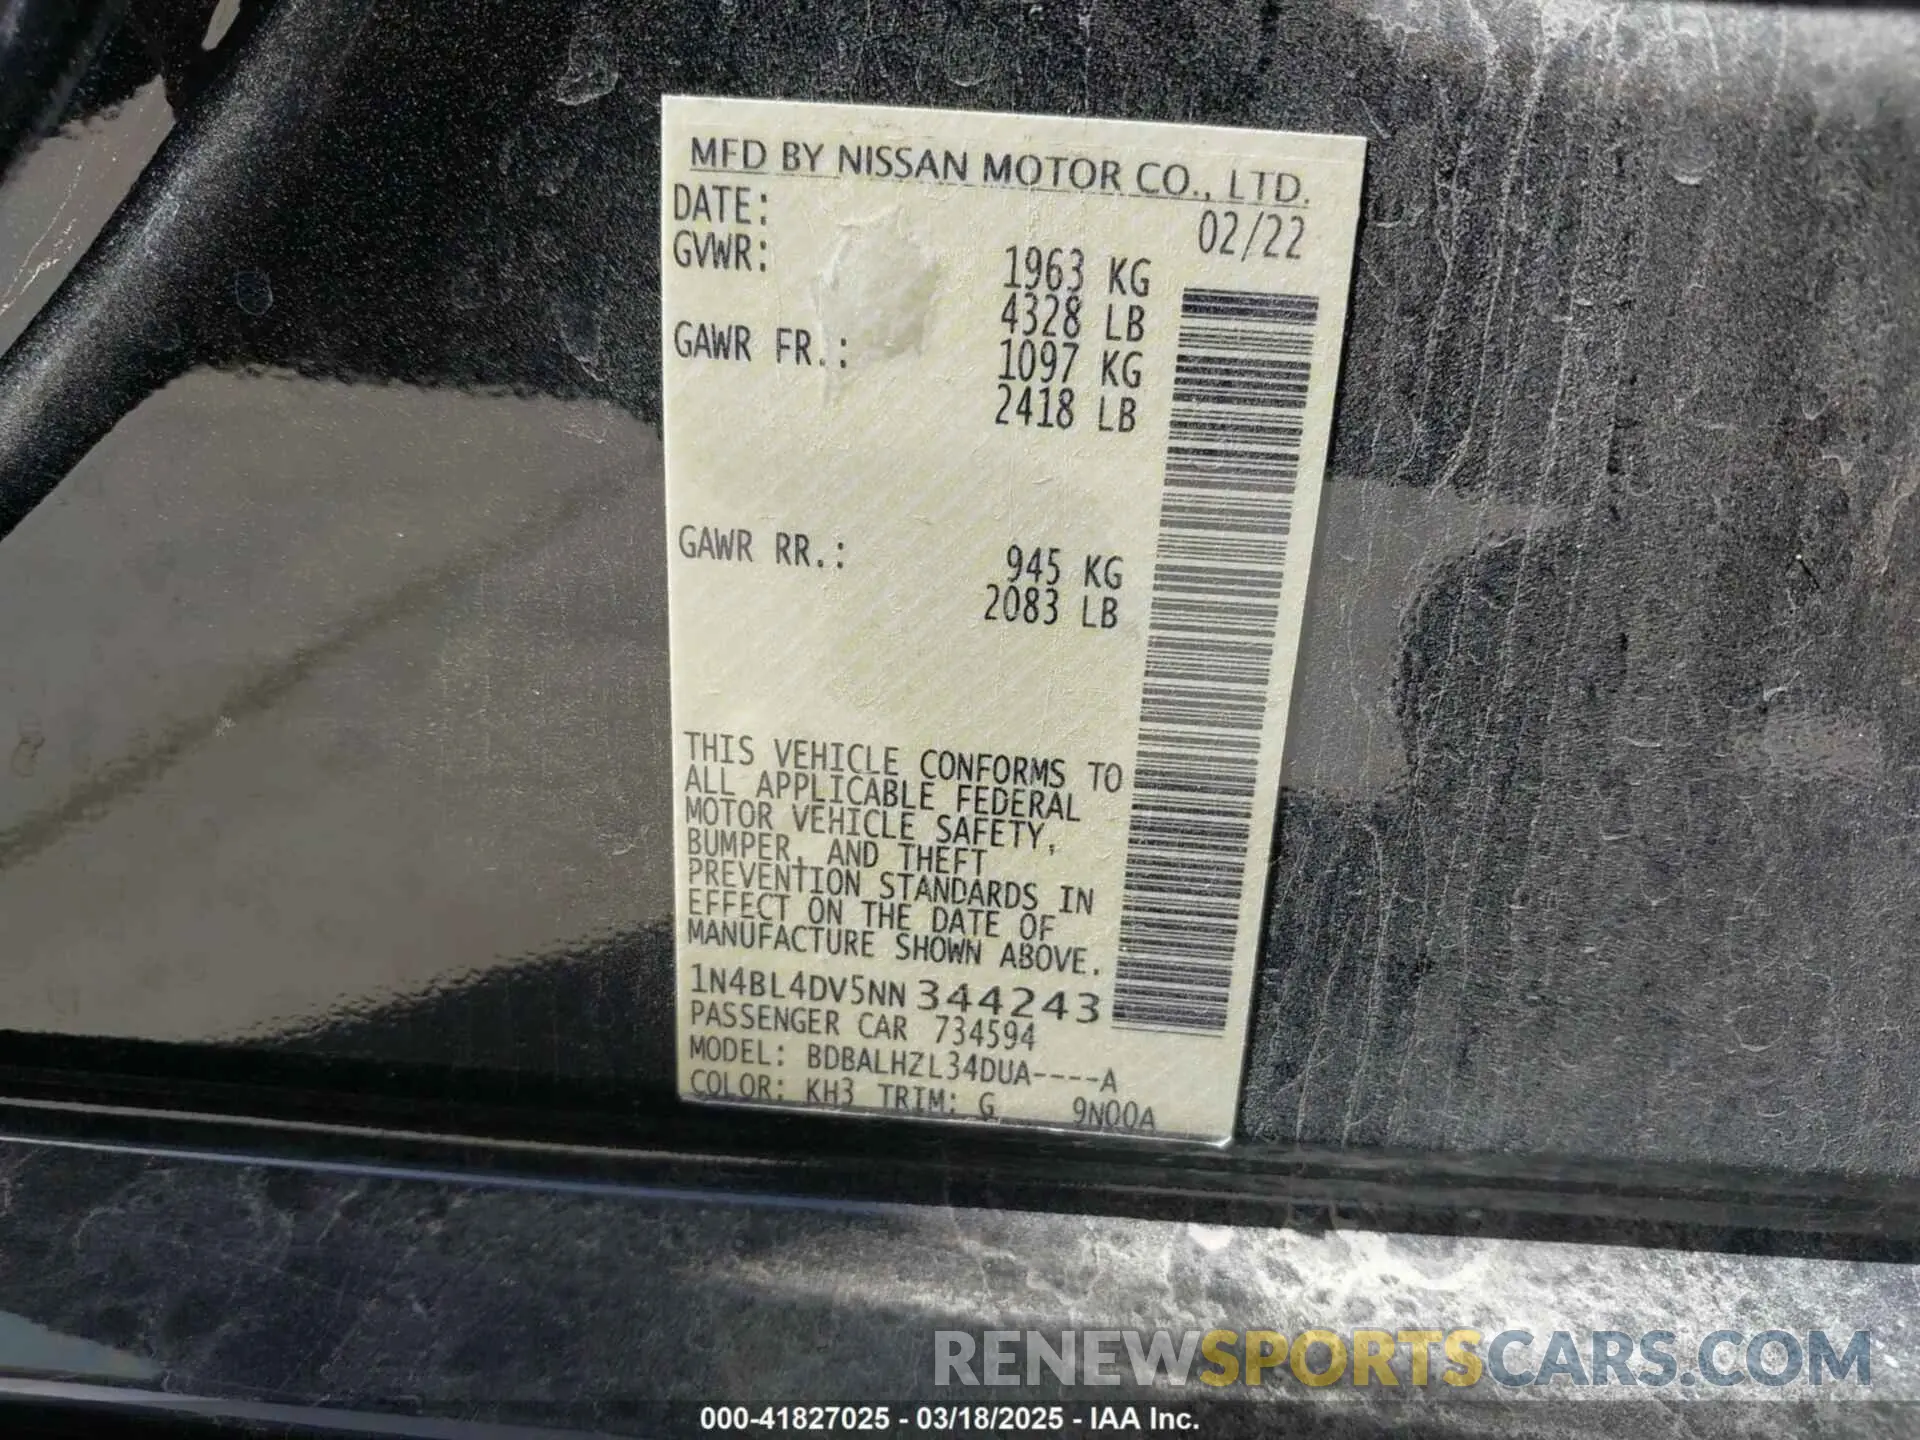 MFD BY NISSAN MOTOR CO., LTD.
DATE: 02/22
GVWR: 1963 KG
4328 LB
GAWR FR.: 1097 KG
2418 LB
GAWR RR.: 945 KG
2083 LB
THIS VEHICLE CONFORMS TO
ALL APPLICABLE FEDERAL
MOTOR VEHICLE SAFETY,
BUMPER, AND THEFT
PREVENTION STANDARDS IN
EFFECT ON THE DATE OF
MANUFACTURE SHOWN ABOVE.
1N4BL4DV5NN344243
PASSENGER CAR 734594
MODEL: BDBALHZL34DUA----A
COLOR: KH3 TRIM: G 9N00A
RENEWSPORTSCARS.COM
000-41827025 - 03/18/2025 - IAA Inc.